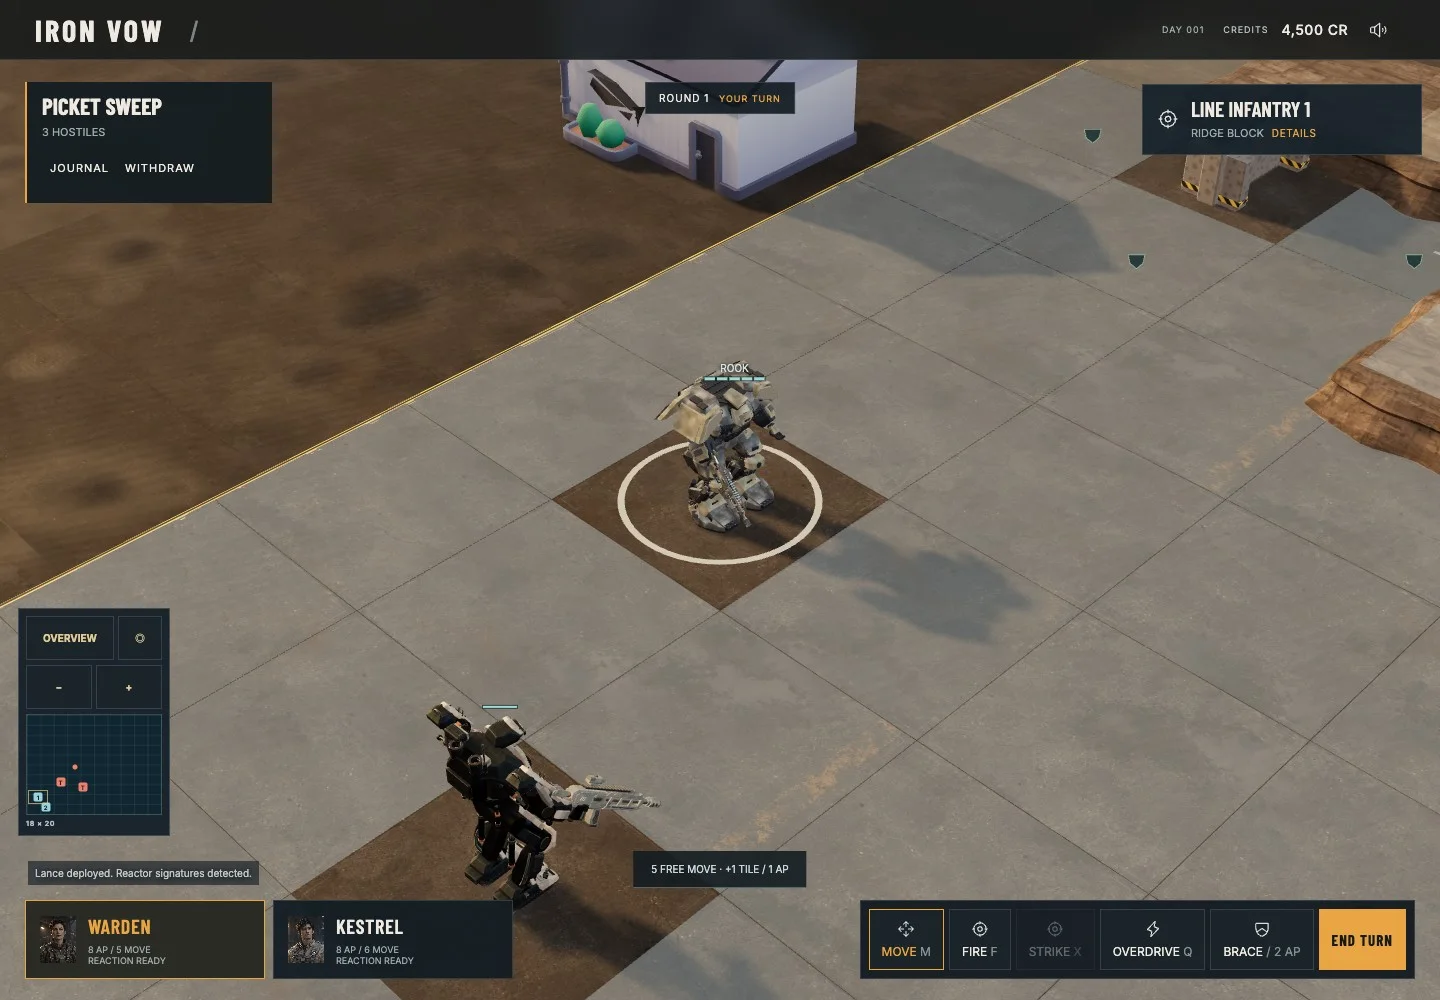 IRON VOW /
DAY 001 CREDITS 4,500 CR
PICKET SWEEP
3 HOSTILES
JOURNAL WITHDRAW
ROUND 1 YOUR TURN
LINE INFANTRY 1
RIDGE BLOCK DETAILS
ROOK
OVERVIEW
- +
T
T
1
2
18 × 20
Lance deployed. Reactor signatures detected.
5 FREE MOVE · +1 TILE / 1 AP
WARDEN
8 AP / 5 MOVE
REACTION READY
KESTREL
8 AP / 6 MOVE
REACTION READY
MOVE M
FIRE F
STRIKE X
OVERDRIVE Q
BRACE / 2 AP
END TURN